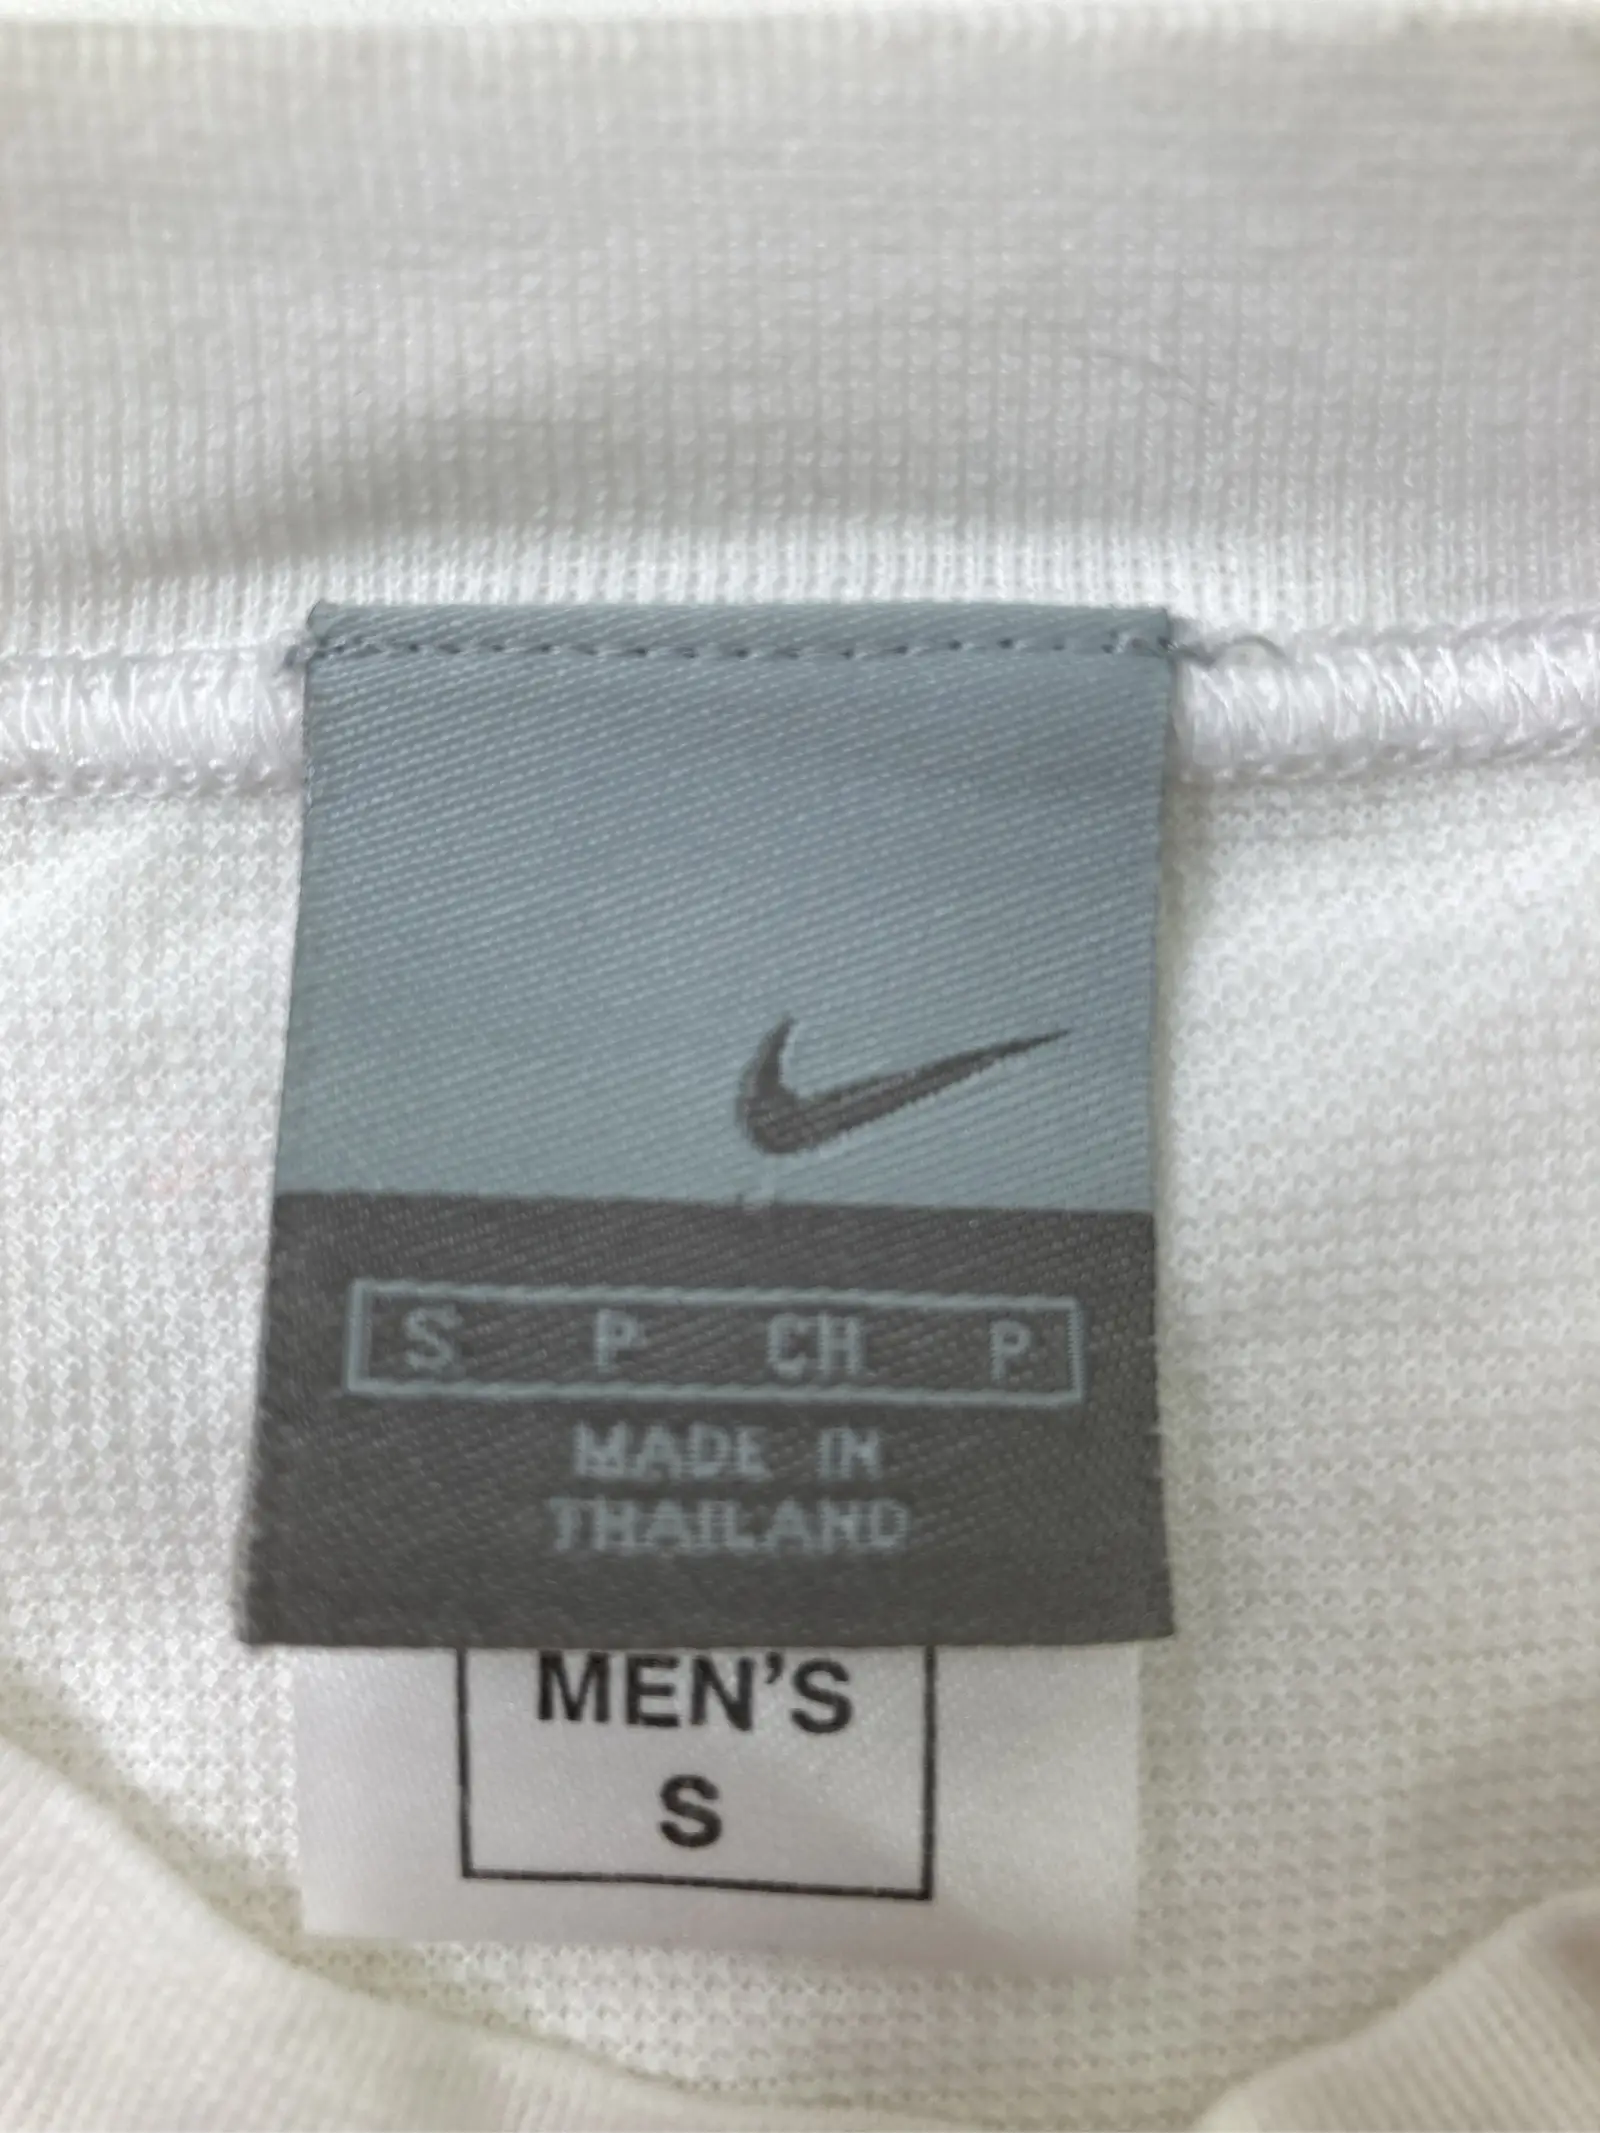 S P CH P
MADE IN
THAILAND
MEN'S
S